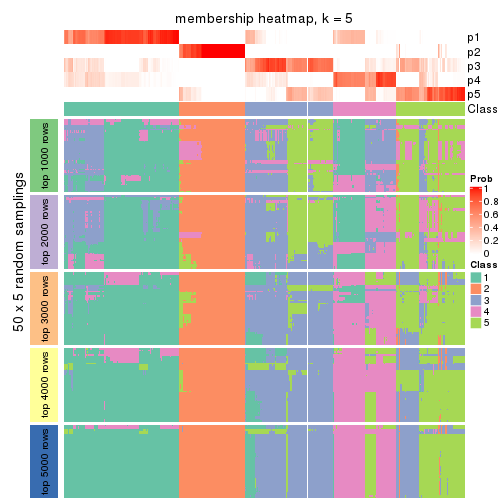 membership heatmap, k = 5
p1
p2
p3
p4
p5
Class
50 x 5 random samplings
top 1000 rows
top 2000 rows
top 3000 rows
top 4000 rows
top 5000 rows
Prob
1
0.8
0.6
0.4
0.2
0
Class
1
2
3
4
5